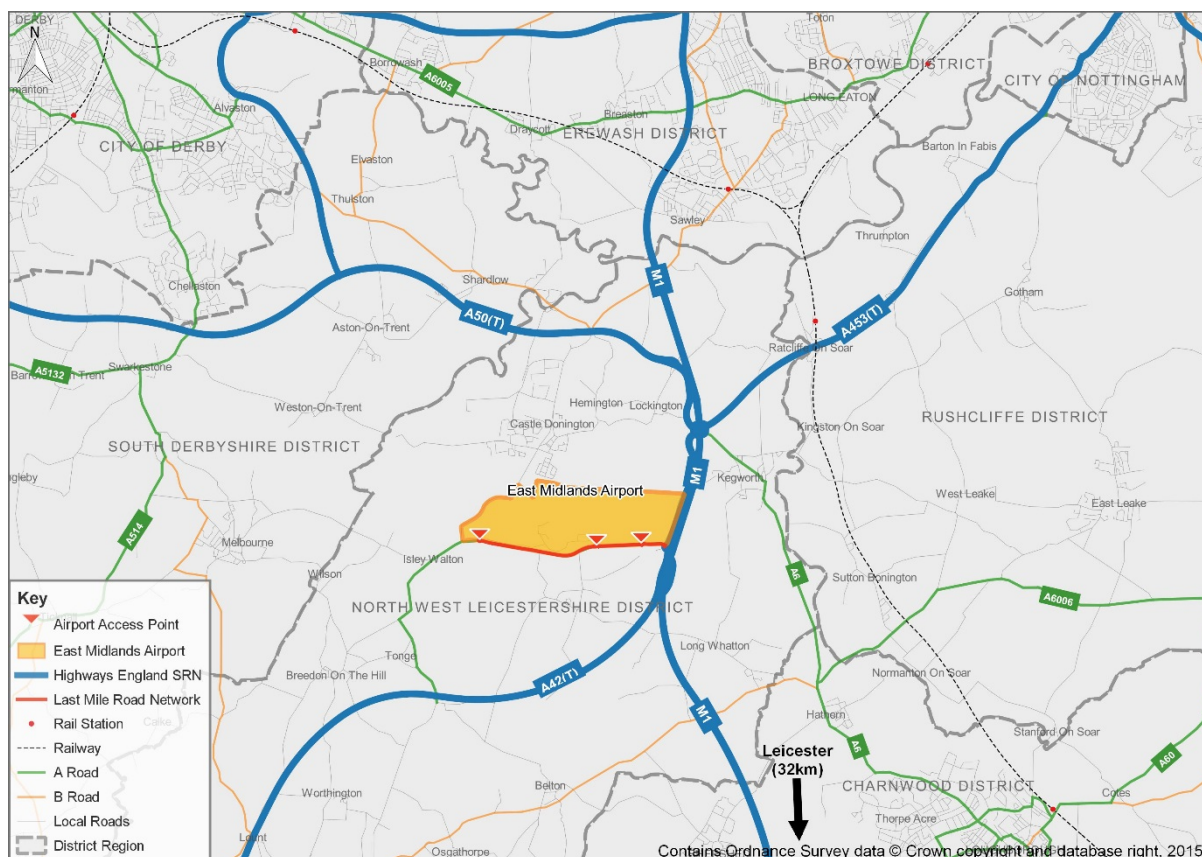 DERBY
N
Borrowash
A6005
Toton
BROXTOWE DISTRICT
CITY OF NOTTINGHAM
rmanton
Alvaston
Breaston
LONG EATON
Draycott
EREWASH DISTRICT
CITY OF DERBY
Barton In Fabis
Elvaston
Thulston
Sawley
Thrumpton
Chellaston
Shardlow
M1
Gotham
A50(T)
Aston-On-Trent
A453(T)
Ratcliffe On Soar
A5132
Swarkestone
Weston-On-Trent
Hemington
Lockington
Castle Donington
Kingston On Soar
RUSHCLIFFE DISTRICT
SOUTH DERBYSHIRE DISTRICT
M1
Kegworth
East Midlands Airport
West Leake
East Leake
A514
Melbourne
Isley Walton
Wilson
A6
Sutton Bonington
A6006
NORTH WEST LEICESTERSHIRE DISTRICT
Long Whatton
Tonge
Breedon On The Hill
A42(T)
Normanton On Soar
M1
Hathern
Stanford On Soar
Leicester
(32km)
A6
A60
CHARNWOOD DISTRICT
Cotes
Worthington
Belton
Thorpe Acre
Lount
Osgathorpe
Key
Airport Access Point
East Midlands Airport
Highways England SRN
Last Mile Road Network
Rail Station
Railway
A Road
B Road
Local Roads
District Region
Contains Ordnance Survey data © Crown copyright and database right, 2015